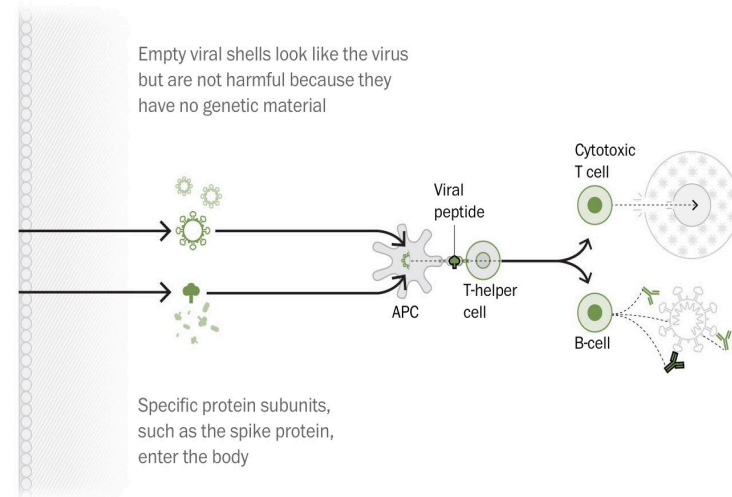 Empty viral shells look like the virus
but are not harmful because they
have no genetic material
Cytotoxic
T cell
Viral
peptide
APC
T-helper
cell
B-cell
Specific protein subunits,
such as the spike protein,
enter the body